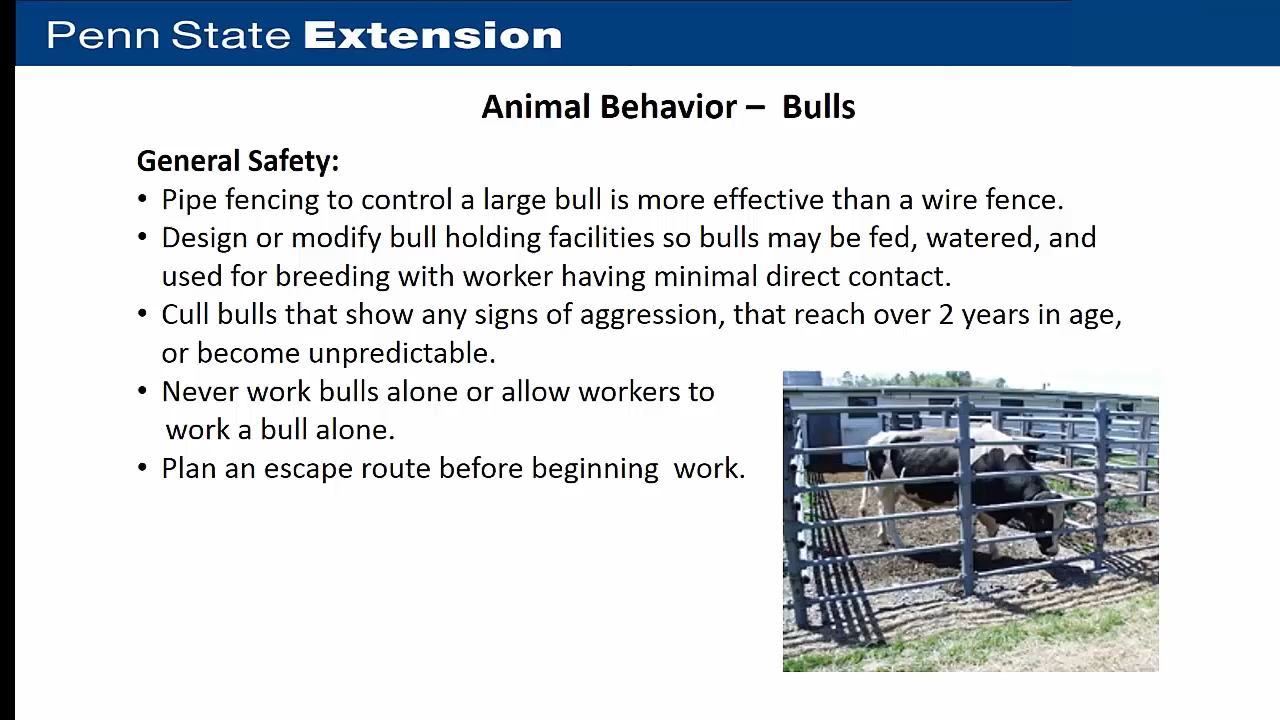 Penn State Extension
Animal Behavior – Bulls
General Safety:
• Pipe fencing to control a large bull is more effective than a wire fence.
• Design or modify bull holding facilities so bulls may be fed, watered, and
used for breeding with worker having minimal direct contact.
• Cull bulls that show any signs of aggression, that reach over 2 years in age,
or become unpredictable.
• Never work bulls alone or allow workers to
work a bull alone.
• Plan an escape route before beginning work.